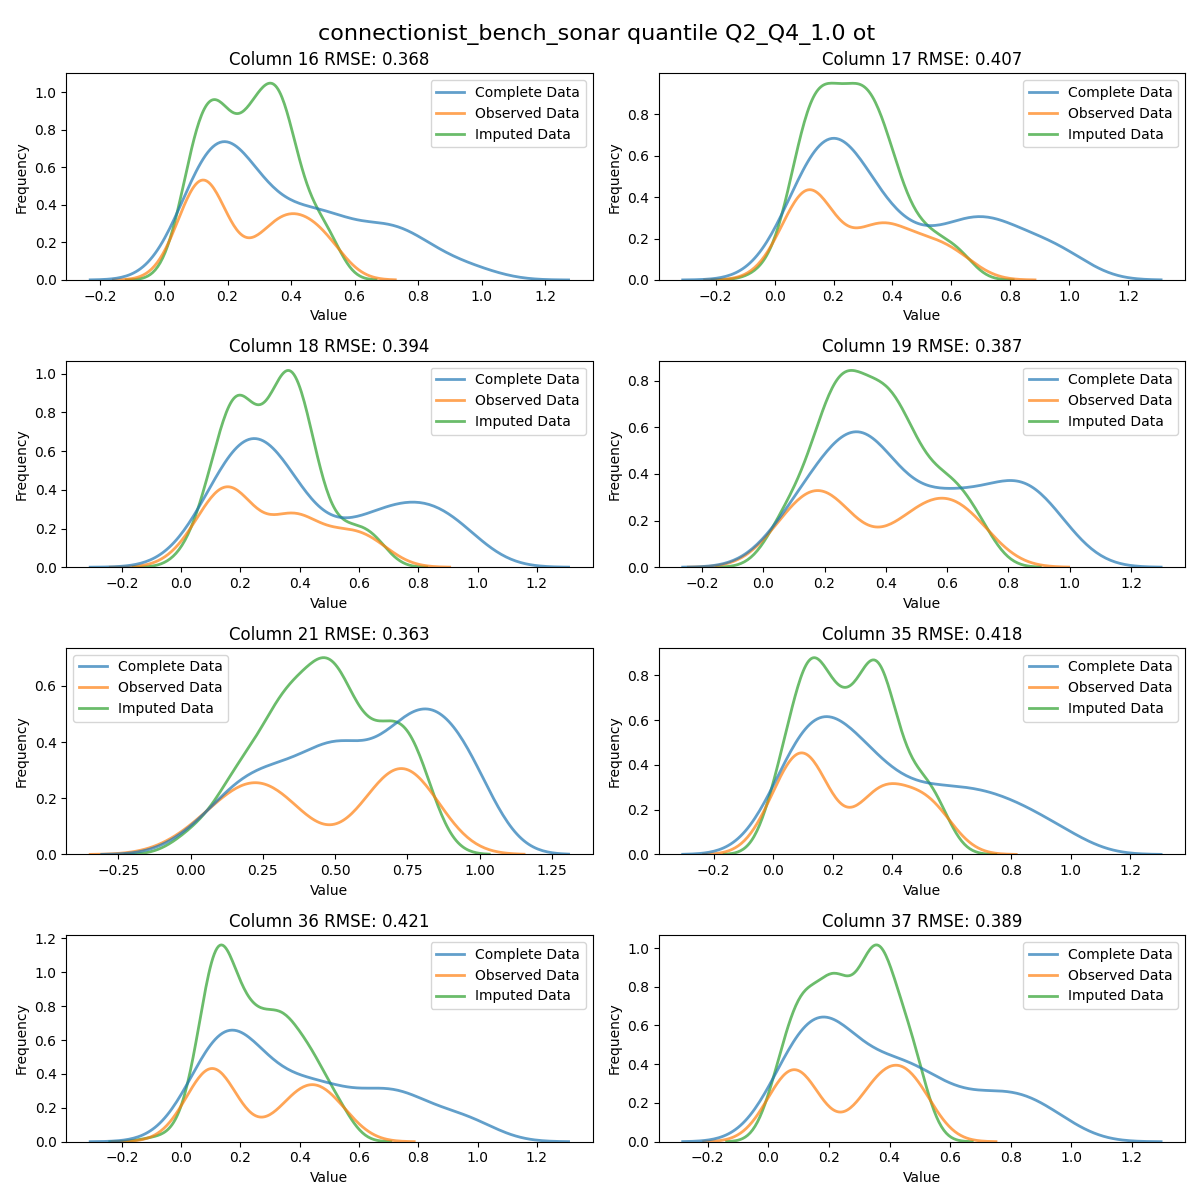 connectionist_bench_sonar quantile Q2_Q4_1.0 ot
Column 16 RMSE: 0.368
Complete Data
Observed Data
Imputed Data
Frequency
1.0
0.8
0.6
0.4
0.2
0.0
−0.2 0.0 0.2 0.4 0.6 0.8 1.0 1.2
Value
Column 17 RMSE: 0.407
Complete Data
Observed Data
Imputed Data
Frequency
0.8
0.6
0.4
0.2
0.0
−0.2 0.0 0.2 0.4 0.6 0.8 1.0 1.2
Value
Column 18 RMSE: 0.394
Complete Data
Observed Data
Imputed Data
Frequency
1.0
0.8
0.6
0.4
0.2
0.0
−0.2 0.0 0.2 0.4 0.6 0.8 1.0 1.2
Value
Column 19 RMSE: 0.387
Complete Data
Observed Data
Imputed Data
Frequency
0.8
0.6
0.4
0.2
0.0
−0.2 0.0 0.2 0.4 0.6 0.8 1.0 1.2
Value
Column 21 RMSE: 0.363
Complete Data
Observed Data
Imputed Data
Frequency
0.6
0.4
0.2
0.0
−0.25 0.00 0.25 0.50 0.75 1.00 1.25
Value
Column 35 RMSE: 0.418
Complete Data
Observed Data
Imputed Data
Frequency
0.8
0.6
0.4
0.2
0.0
−0.2 0.0 0.2 0.4 0.6 0.8 1.0 1.2
Value
Column 36 RMSE: 0.421
Complete Data
Observed Data
Imputed Data
Frequency
1.2
1.0
0.8
0.6
0.4
0.2
0.0
−0.2 0.0 0.2 0.4 0.6 0.8 1.0 1.2
Value
Column 37 RMSE: 0.389
Complete Data
Observed Data
Imputed Data
Frequency
1.0
0.8
0.6
0.4
0.2
0.0
−0.2 0.0 0.2 0.4 0.6 0.8 1.0 1.2
Value